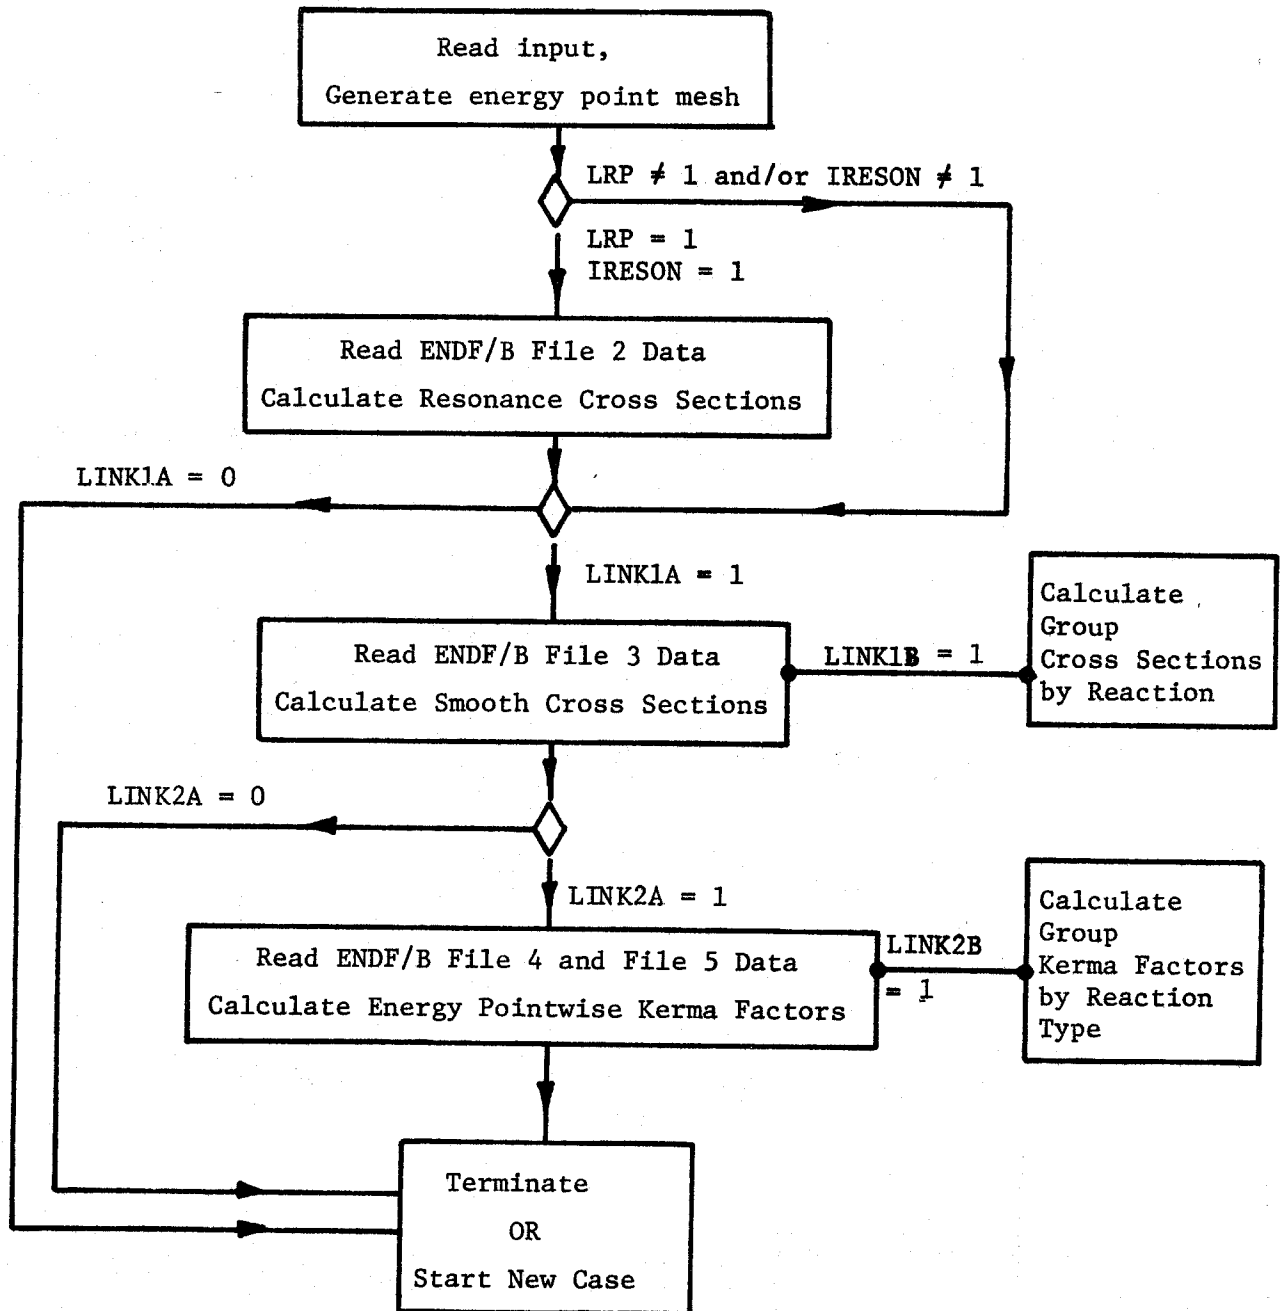 Read input,
Generate energy point mesh
LRP ≠ 1 and/or IRESON ≠ 1
LRP = 1
IRESON = 1
Read ENDF/B File 2 Data
Calculate Resonance Cross Sections
LINK1A = 0
LINK1A = 1
Read ENDF/B File 3 Data
Calculate Smooth Cross Sections
LINK1B = 1
Calculate
Group
Cross Sections
by Reaction
LINK2A = 0
LINK2A = 1
Read ENDF/B File 4 and File 5 Data
Calculate Energy Pointwise Kerma Factors
LINK2B
= 1
Calculate
Group
Kerma Factors
by Reaction
Type
Terminate
OR
Start New Case